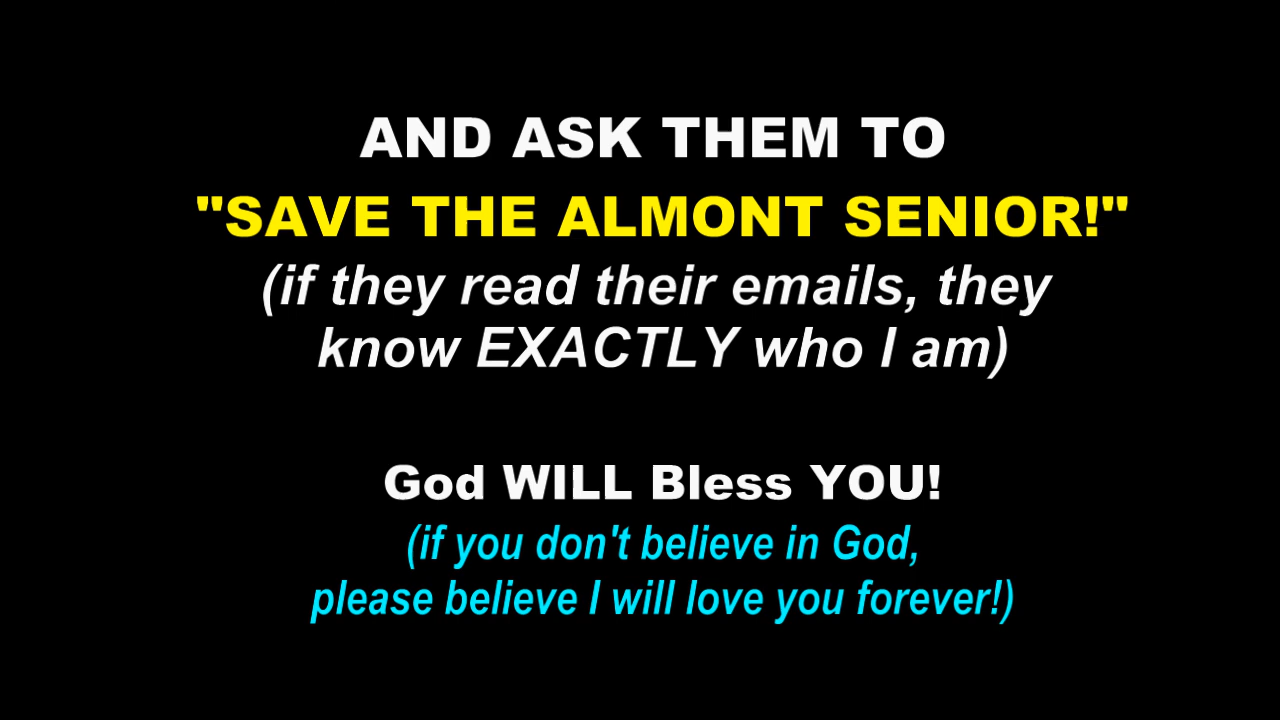 AND ASK THEM TO
"SAVE THE ALMONT SENIOR!"
(if they read their emails, they
know EXACTLY who I am)
God WILL Bless YOU!
(if you don't believe in God,
please believe I will love you forever!)